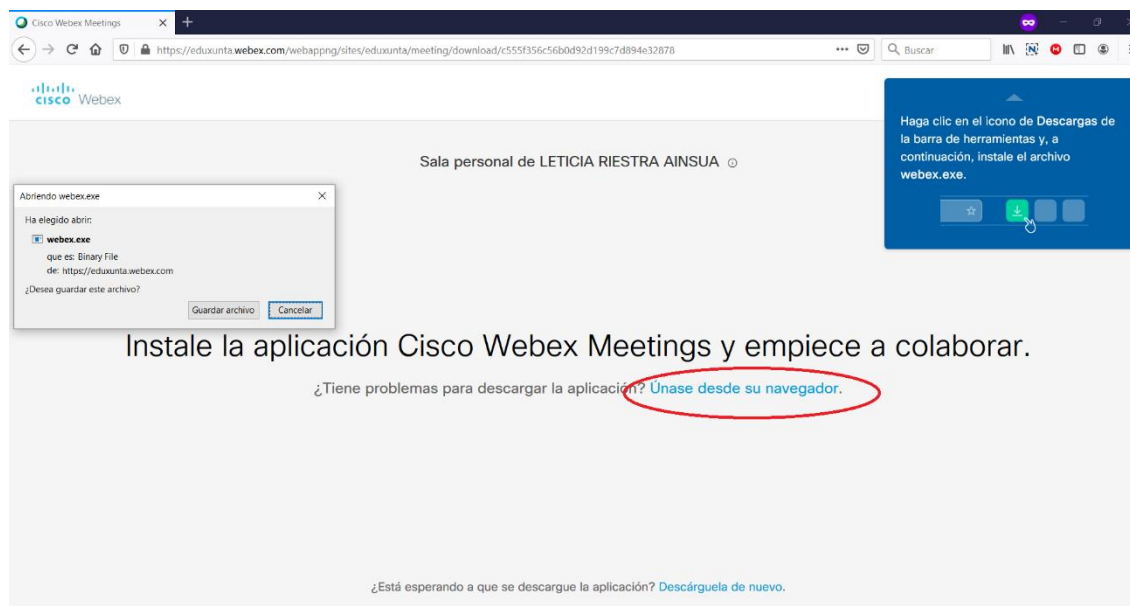 Cisco Webex Meetings
https://eduxunta.webex.com/webappng/sites/eduxunta/meeting/download/c555f356c56b0d92d199c7d894e32878
Buscar
cisco Webex
Haga clic en el icono de Descargas de
la barra de herramientas y, a
continuación, instale el archivo
webex.exe.
Sala personal de LETICIA RIESTRA AINSUA
Abriendo webex.exe
Ha elegido abrir:
webex.exe
que es: Binary File
de: https://eduxunta.webex.com
¿Desea guardar este archivo?
Guardar archivo Cancelar
Instale la aplicación Cisco Webex Meetings y empiece a colaborar.
¿Tiene problemas para descargar la aplicación? Únase desde su navegador.
¿Está esperando a que se descargue la aplicación? Descárguela de nuevo.